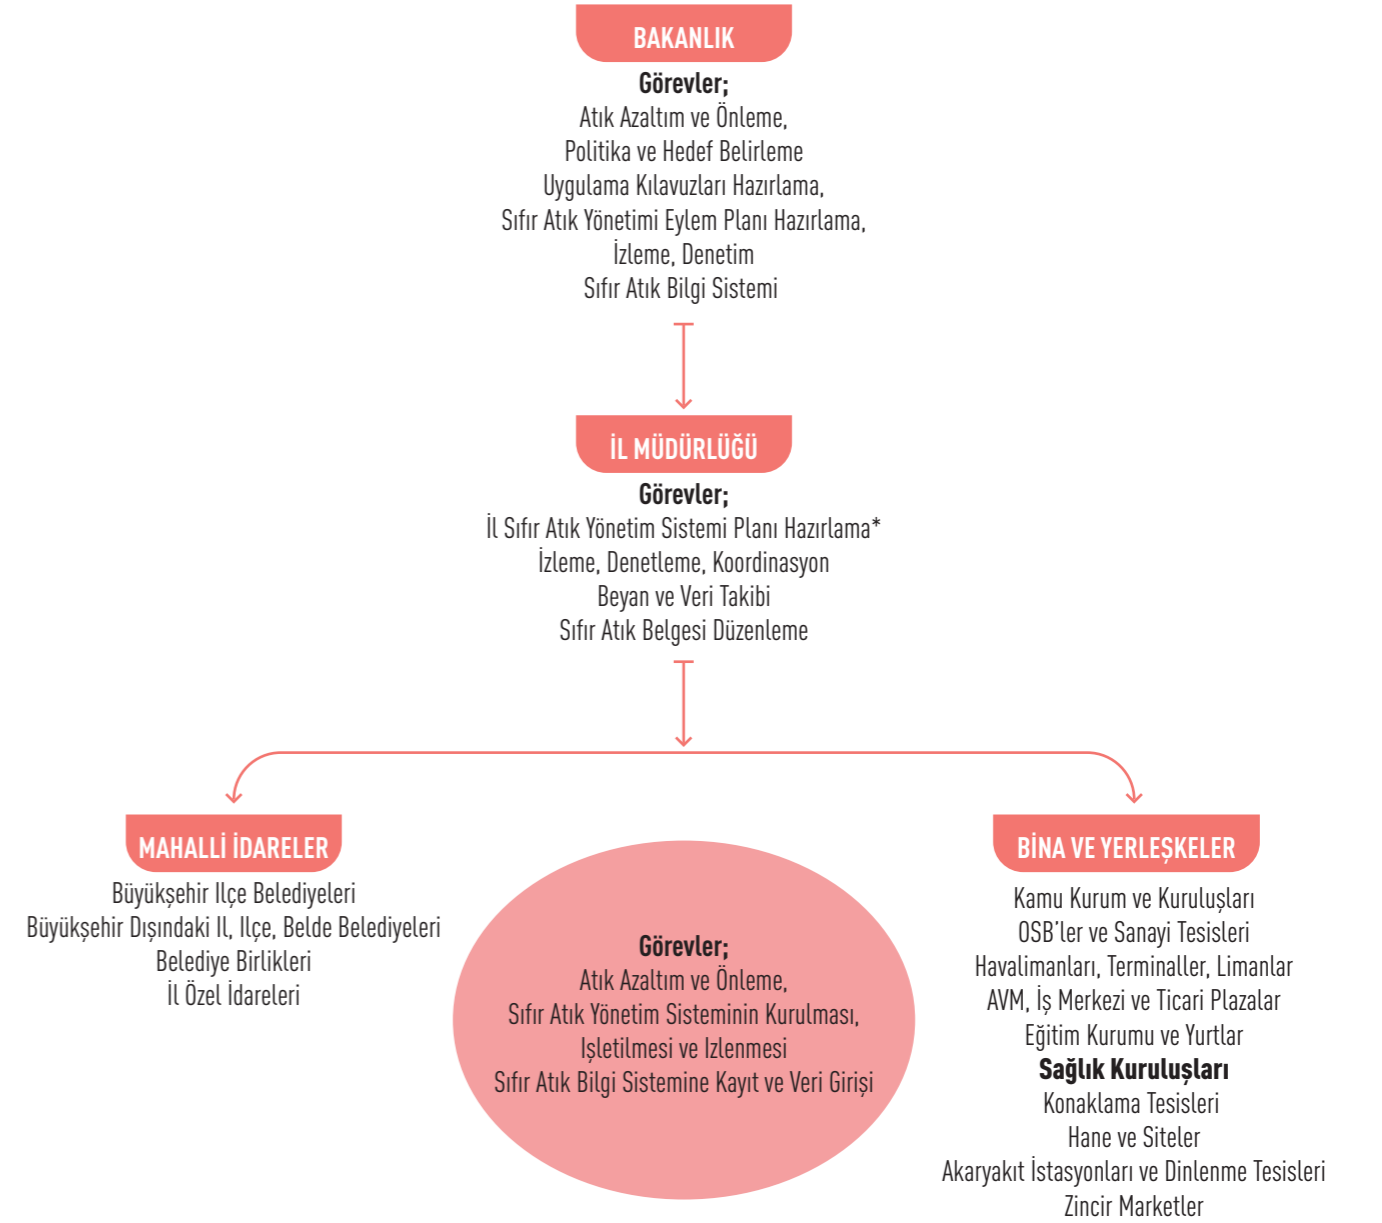 BAKANLIK
Görevler;
Atık Azaltım ve Önleme,
Politika ve Hedef Belirleme
Uygulama Kılavuzları Hazırlama,
Sıfır Atık Yönetimi Eylem Planı Hazırlama,
İzleme, Denetim
Sıfır Atık Bilgi Sistemi
İL MÜDÜRLÜĞÜ
Görevler;
İl Sıfır Atık Yönetim Sistemi Planı Hazırlama*
İzleme, Denetleme, Koordinasyon
Beyan ve Veri Takibi
Sıfır Atık Belgesi Düzenleme
MAHALLİ İDARELER
Büyükşehir Ilçe Belediyeleri
Büyükşehir Dışındaki Il, Ilçe, Belde Belediyeleri
Belediye Birlikleri
İl Özel İdareleri
Görevler;
Atık Azaltım ve Önleme,
Sıfır Atık Yönetim Sisteminin Kurulması,
Işletilmesi ve Izlenmesi
Sıfır Atık Bilgi Sistemine Kayıt ve Veri Girişi
BİNA VE YERLEŞKELER
Kamu Kurum ve Kuruluşları
OSB'ler ve Sanayi Tesisleri
Havalimanları, Terminaller, Limanlar
AVM, İş Merkezi ve Ticari Plazalar
Eğitim Kurumu ve Yurtlar
Sağlık Kuruluşları
Konaklama Tesisleri
Hane ve Siteler
Akaryakıt İstasyonları ve Dinlenme Tesisleri
Zincir Marketler